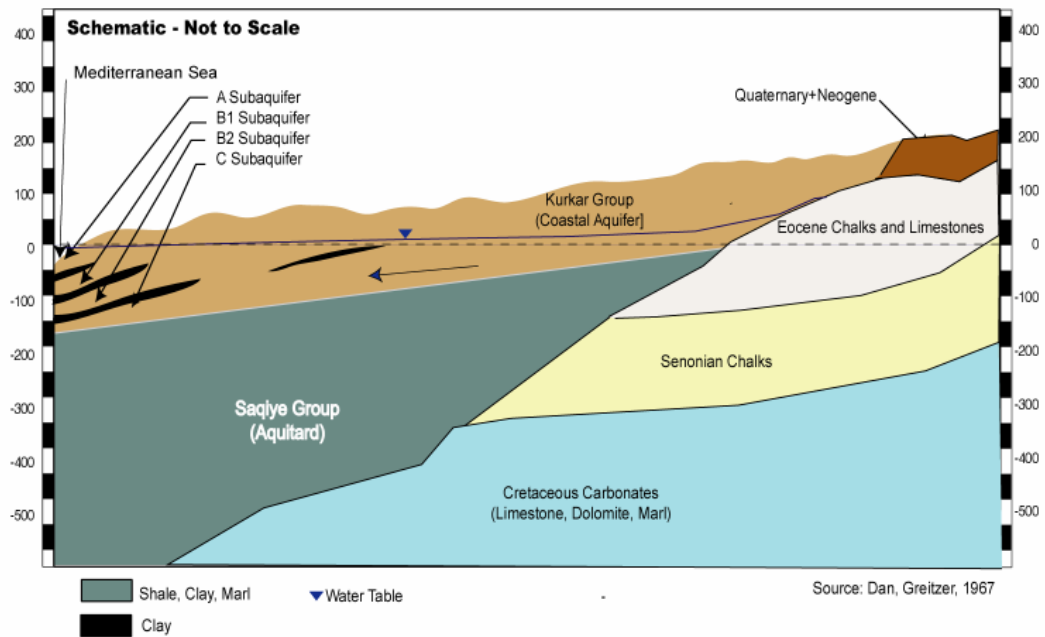 Schematic - Not to Scale
Mediterranean Sea
A Subaquifer
B1 Subaquifer
B2 Subaquifer
C Subaquifer
Quaternary+Neogene
Kurkar Group
(Coastal Aquifer]
Eocene Chalks and Limestones
Senonian Chalks
Saqiye Group
(Aquitard)
Cretaceous Carbonates
(Limestone, Dolomite, Marl)
400
300
200
100
0
-100
-200
-300
-400
-500
400
300
200
100
0
-100
-200
-300
-400
-500
Shale, Clay, Marl
Water Table
-
Source: Dan, Greitzer, 1967
Clay